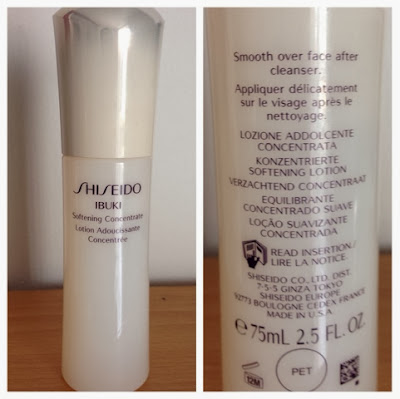 SHISEIDO
IBUKI
Softening Concentrate
Lotion Adoucissante
Concentrée
Smooth over face after
cleanser.
Appliquer délicatement
sur le visage après le
nettoyage.
LOZIONE ADDOLCENTE
CONCENTRATA
KONZENTRIERTE
SOFTENING LOTION
VERZACHTEND CONCENTRAAT
EQUILIBRANTE
CONCENTRADO SUAVE
LOÇÃO SUAVIZANTE
CONCENTRADA
READ INSERTION/
LIRE LA NOTICE.
SHISEIDO CO., LTD. DIST.
7-5-5 GINZA TOKYO
SHISEIDO EUROPE
92773 BOULOGNE CEDEX FRANCE
MADE IN U.S.A.
℮75mL 2.5 FL. OZ
12M
PET